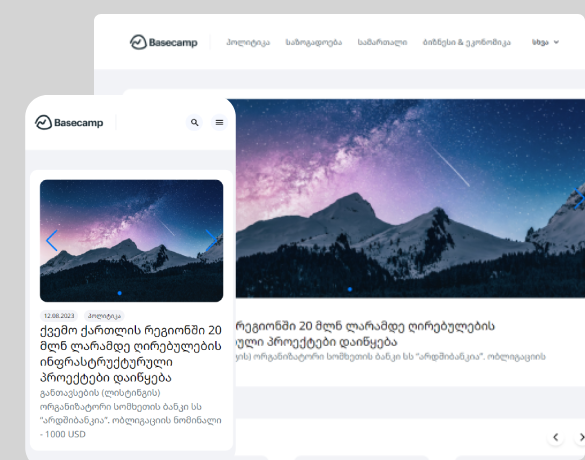 Basecamp
პოლიტიკა
საზოგადოება
სამართალი
ბიზნესი & ეკონომიკა
სხვა
Basecamp
12.08.2023
პოლიტიკა
ქვემო ქართლის რეგიონში 20
მლნ ლარამდე ღირებულების
ინფრასტრუქტურული
პროექტები დაიწყება
განთავსების (ლისტინგის)
ორგანიზატორი სომხეთის ბანკი სს
"არდშიბანკია", ობლიგაციის ნომინალი
- 1000 USD
რეგიონში 20 მლნ ლარამდე ღირებულების
ული პროექტები დაიწყება
ის) ორგანიზატორი სომხეთის ბანკი სს "არდშიბანკია", ობლიგაციის